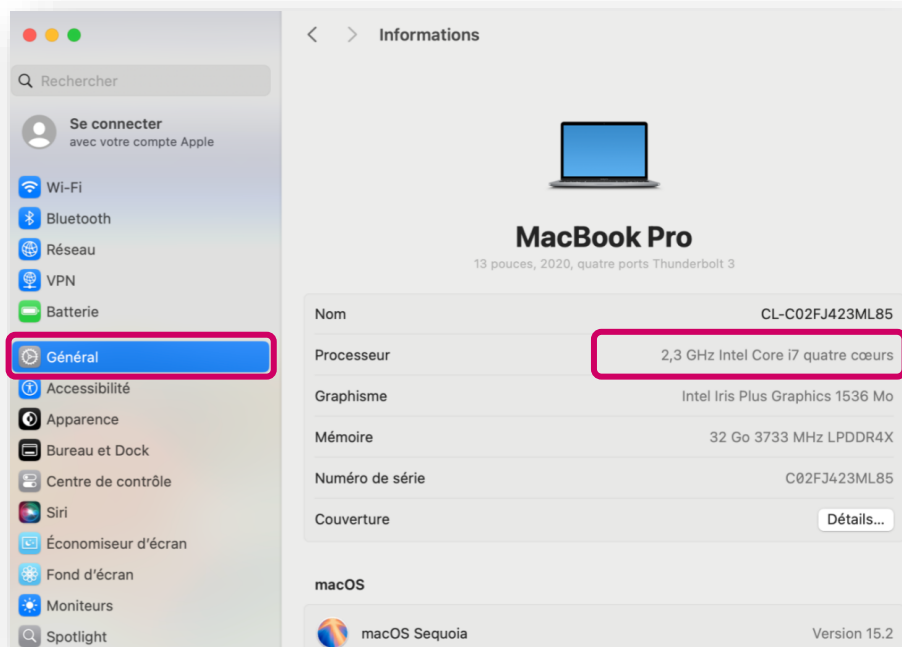 Informations
Rechercher
Se connecter
avec votre compte Apple
Wi-Fi
Bluetooth
Réseau
VPN
Batterie
Général
Accessibilité
Apparence
Bureau et Dock
Centre de contrôle
Siri
Économiseur d'écran
Fond d'écran
Moniteurs
Spotlight
MacBook Pro
13 pouces, 2020, quatre ports Thunderbolt 3
Nom CL-C02FJ423ML85
Processeur 2,3 GHz Intel Core i7 quatre cœurs
Graphisme Intel Iris Plus Graphics 1536 Mo
Mémoire 32 Go 3733 MHz LPDDR4X
Numéro de série C02FJ423ML85
Couverture Détails...
macOS
macOS Sequoia Version 15.2